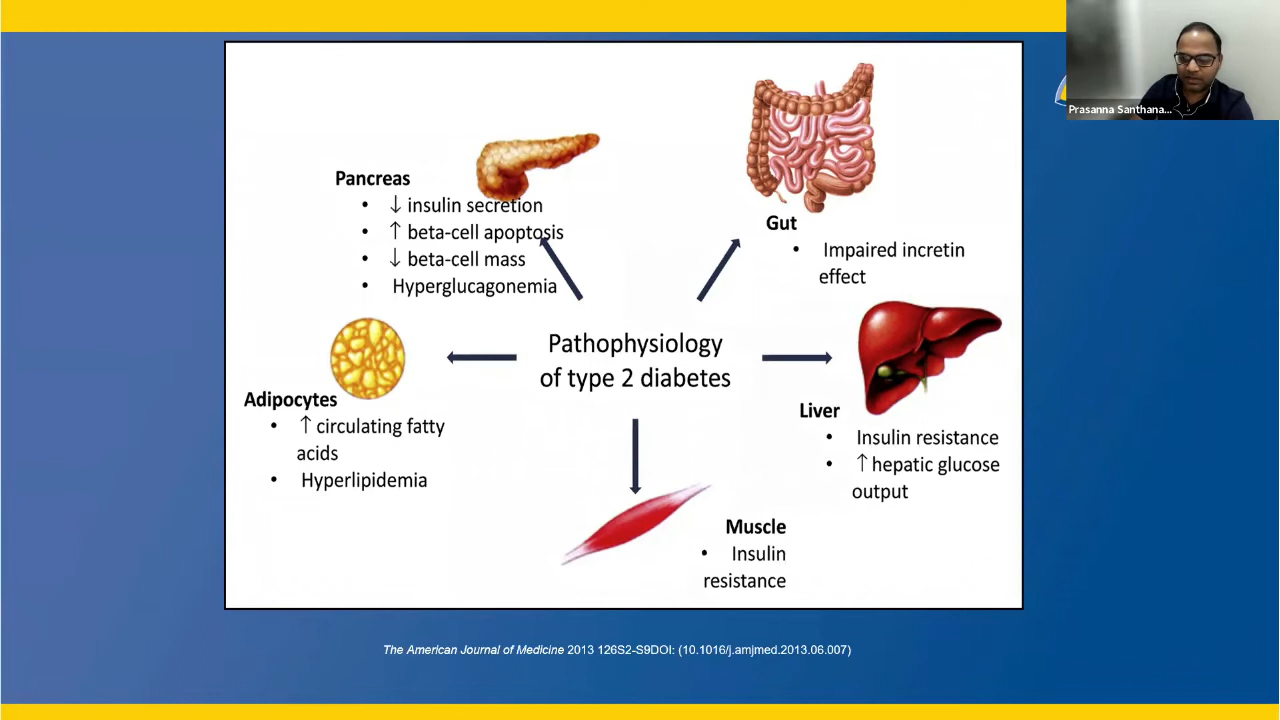 Prasanna Santhana...
Pancreas
• ↓ insulin secretion
• ↑ beta-cell apoptosis
• ↓ beta-cell mass
• Hyperglucagonemia
Gut
• Impaired incretin
effect
Pathophysiology
of type 2 diabetes
Adipocytes
• ↑ circulating fatty
acids
• Hyperlipidemia
Liver
• Insulin resistance
• ↑ hepatic glucose
output
Muscle
• Insulin
resistance
The American Journal of Medicine 2013 126S2-S9DOI: (10.1016/j.amjmed.2013.06.007)